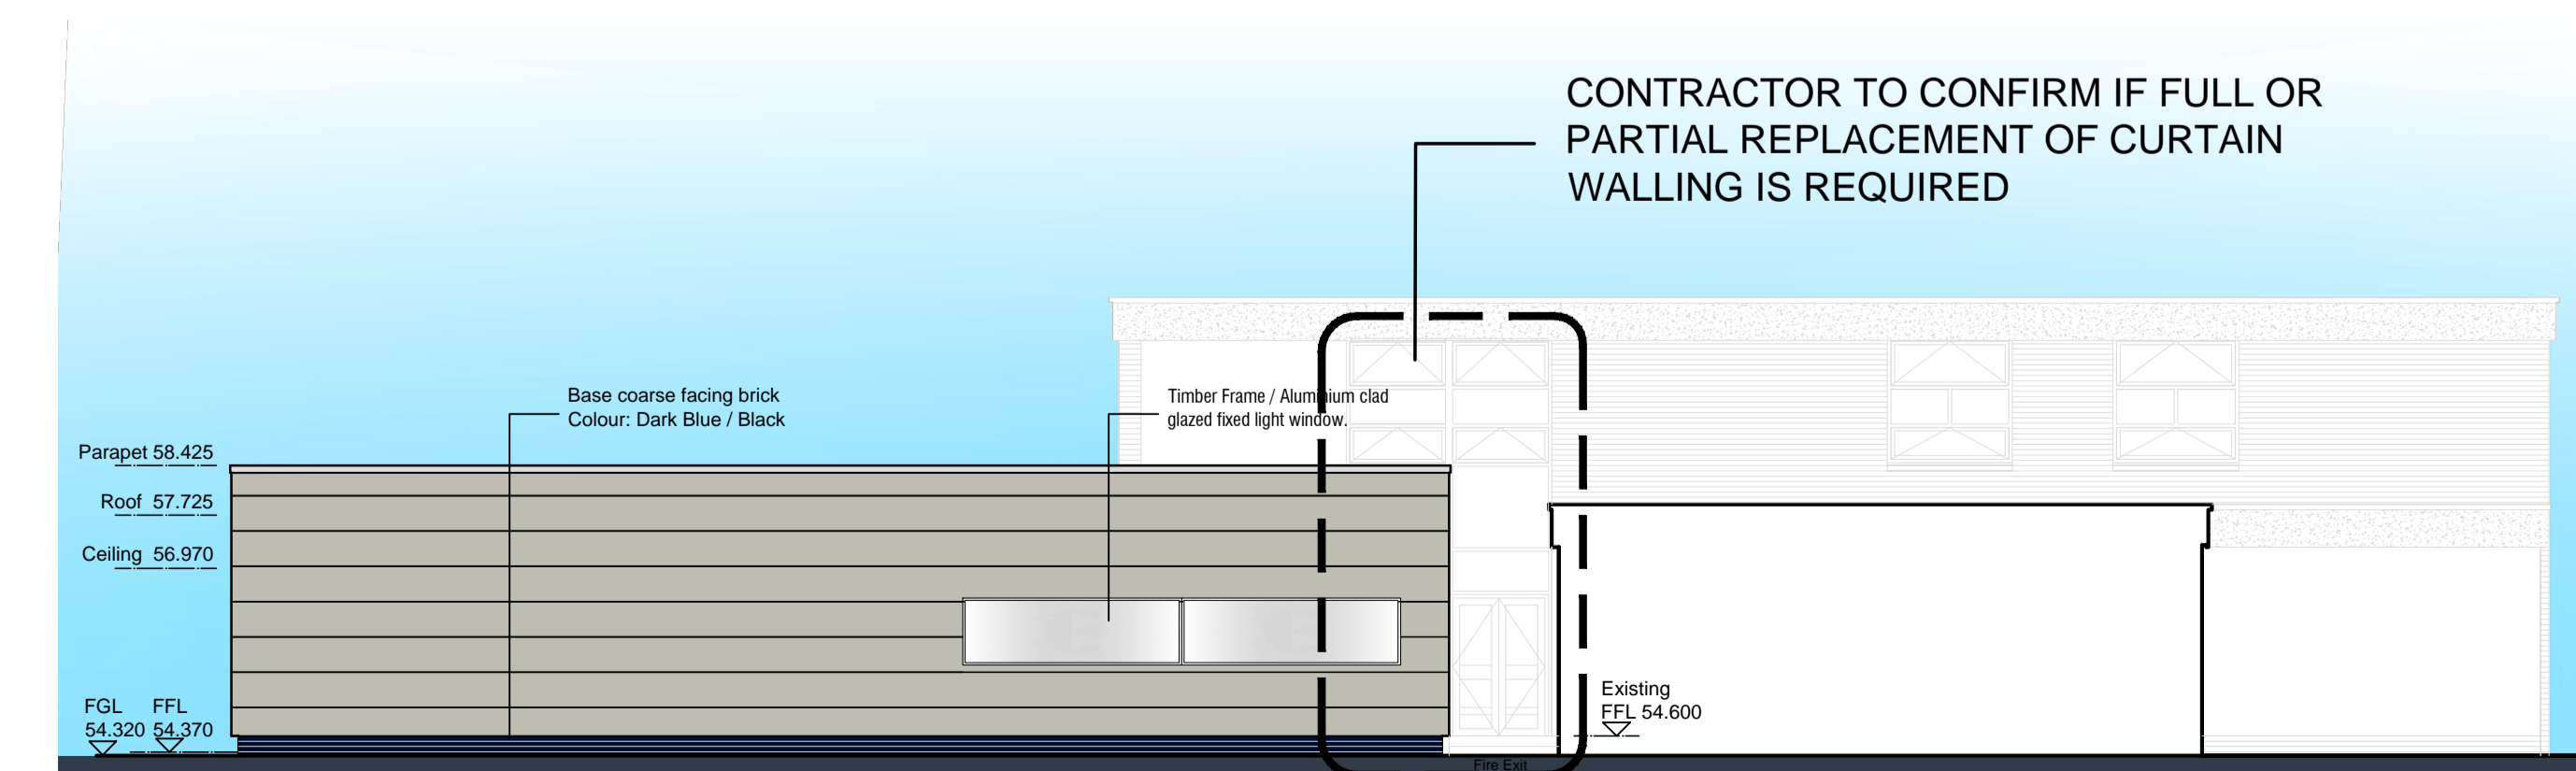 CONTRACTOR TO CONFIRM IF FULL OR
PARTIAL REPLACEMENT OF CURTAIN
WALLING IS REQUIRED
Base coarse facing brick
Colour: Dark Blue / Black
Timber Frame / Aluminium clad
glazed fixed light window.
Parapet 58.425
Roof 57.725
Ceiling 56.970
FGL FFL
54.320 54.370
Existing
FFL 54.600
Fire Exit